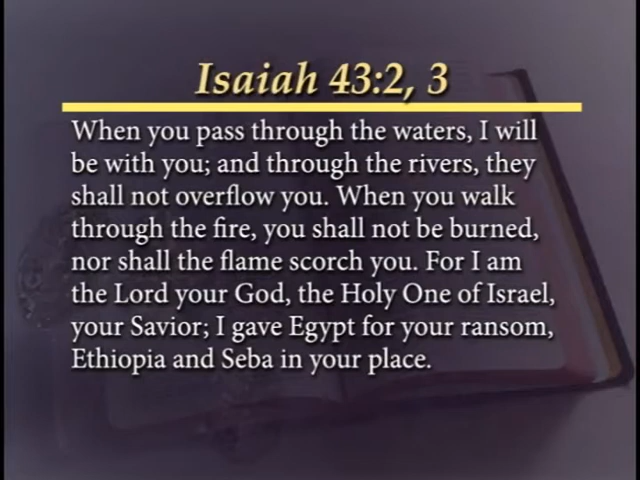 Isaiah 43:2, 3
When you pass through the waters, I will
be with you; and through the rivers, they
shall not overflow you. When you walk
through the fire, you shall not be burned,
nor shall the flame scorch you. For I am
the Lord your God, the Holy One of Israel,
your Savior; I gave Egypt for your ransom,
Ethiopia and Seba in your place.